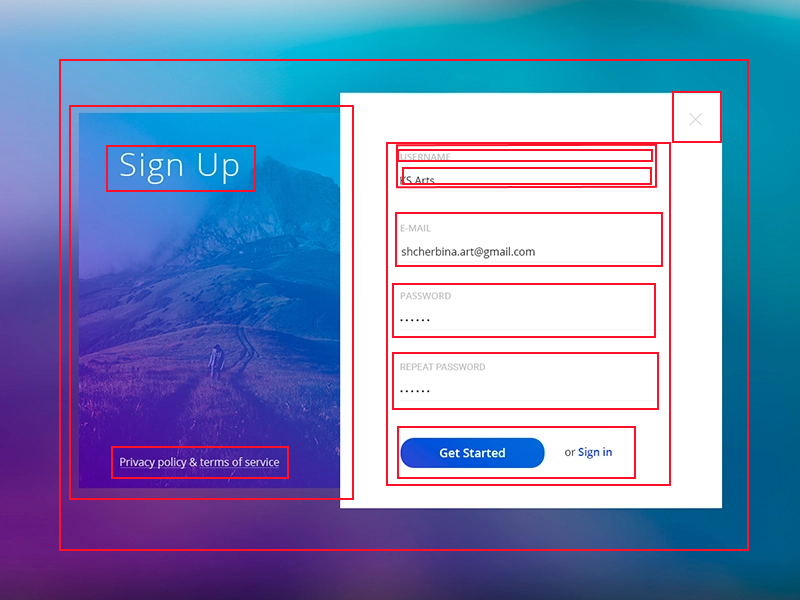 Sign Up
Privacy policy & terms of service
USERNAME
KS Arts
E-MAIL
shcherbina.art@gmail.com
PASSWORD
••••••
REPEAT PASSWORD
••••••
Get Started or Sign in